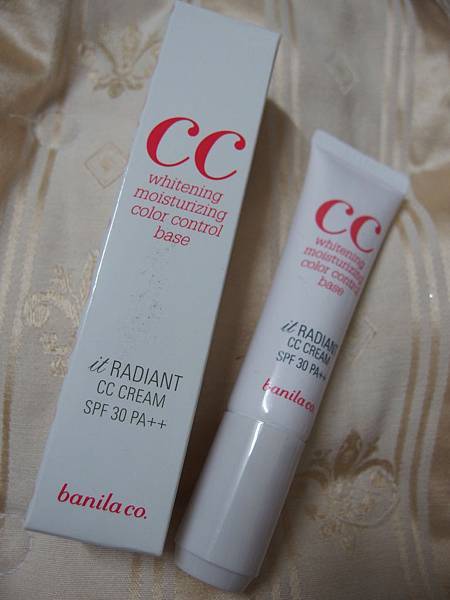 CC
whitening
moisturizing
color control
base
it RADIANT
CC CREAM
SPF 30 PA++
banila co.
CC
whitening
moisturizing
color control
base
it RADIANT
CC CREAM
SPF 30 PA++
banila co.